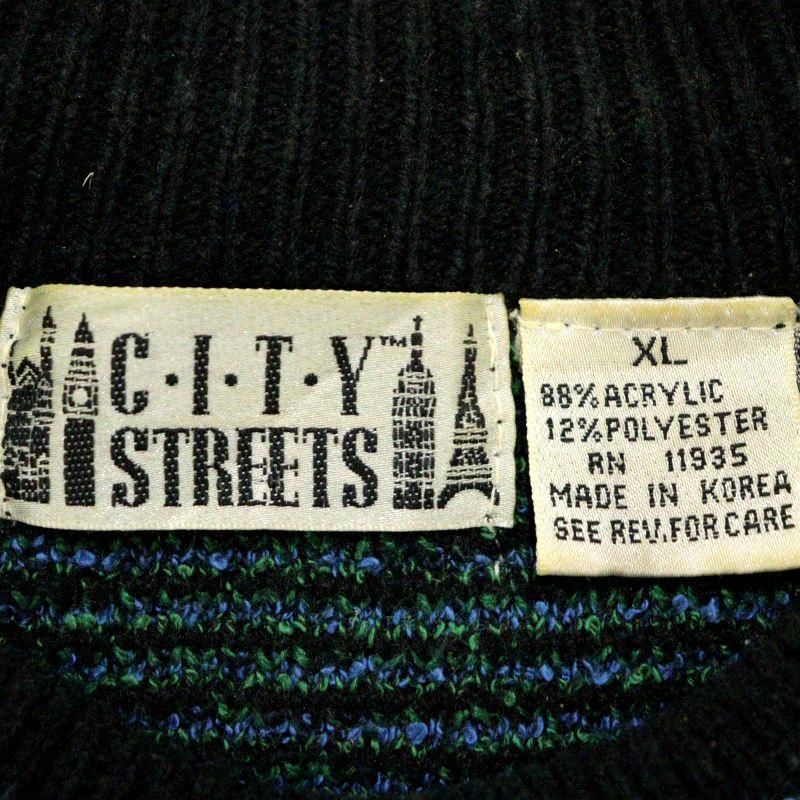 C·I·T·Y™
STREETS
XL
88% ACRYLIC
12% POLYESTER
RN 11935
MADE IN KOREA
SEE REV. FOR CARE